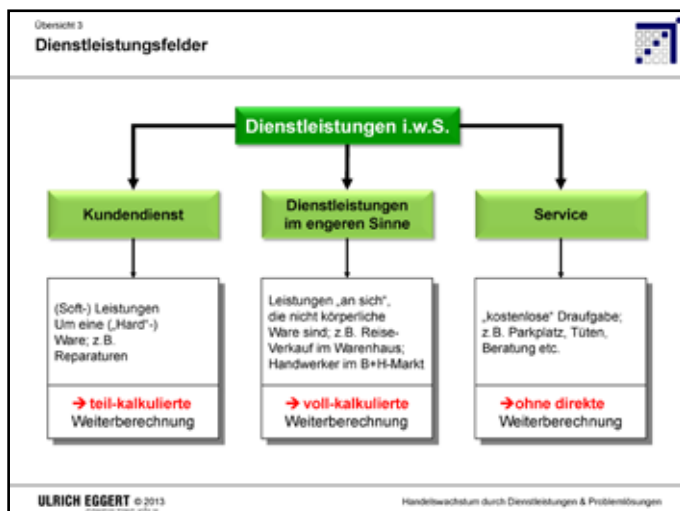 Übersicht 3
Dienstleistungsfelder
Dienstleistungen i.w.S.
Kundendienst
Dienstleistungen
im engeren Sinne
Service
(Soft-) Leistungen
Um eine („Hard"-)
Ware; z.B.
Reparaturen
➔ teil-kalkulierte
Weiterberechnung
Leistungen „an sich",
die nicht körperliche
Ware sind; z.B. Reise-
Verkauf im Warenhaus;
Handwerker im B+H-Markt
➔ voll-kalkulierte
Weiterberechnung
„kostenlose" Draufgabe;
z.B. Parkplatz, Tüten,
Beratung etc.
➔ohne direkte
Weiterberechnung
ULRICH EGGERT © 2013
Handelswachstum durch Dienstleistungen & Problemlösungen